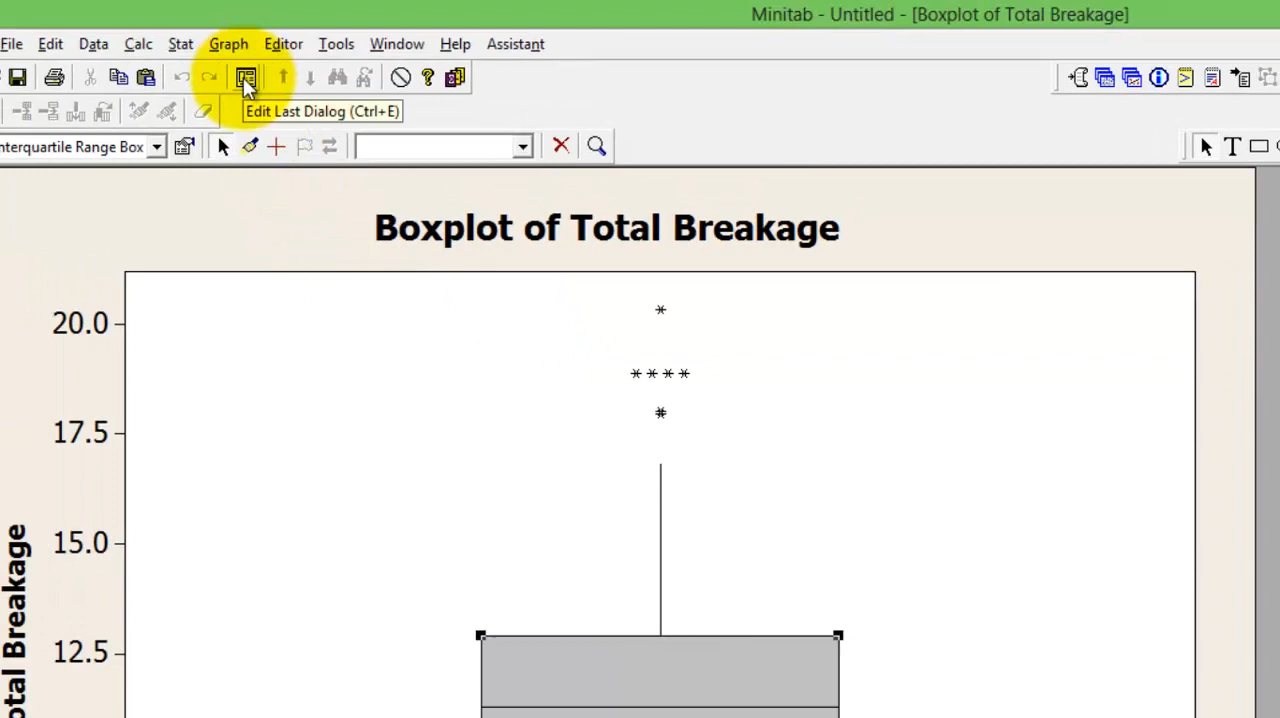 Minitab - Untitled - [Boxplot of Total Breakage]
File Edit Data Calc Stat Graph Editor Tools Window Help Assistant
Edit Last Dialog (Ctrl+E)
nterquartile Range Box
T
Boxplot of Total Breakage
20.0
17.5
15.0
12.5
otal Breakage